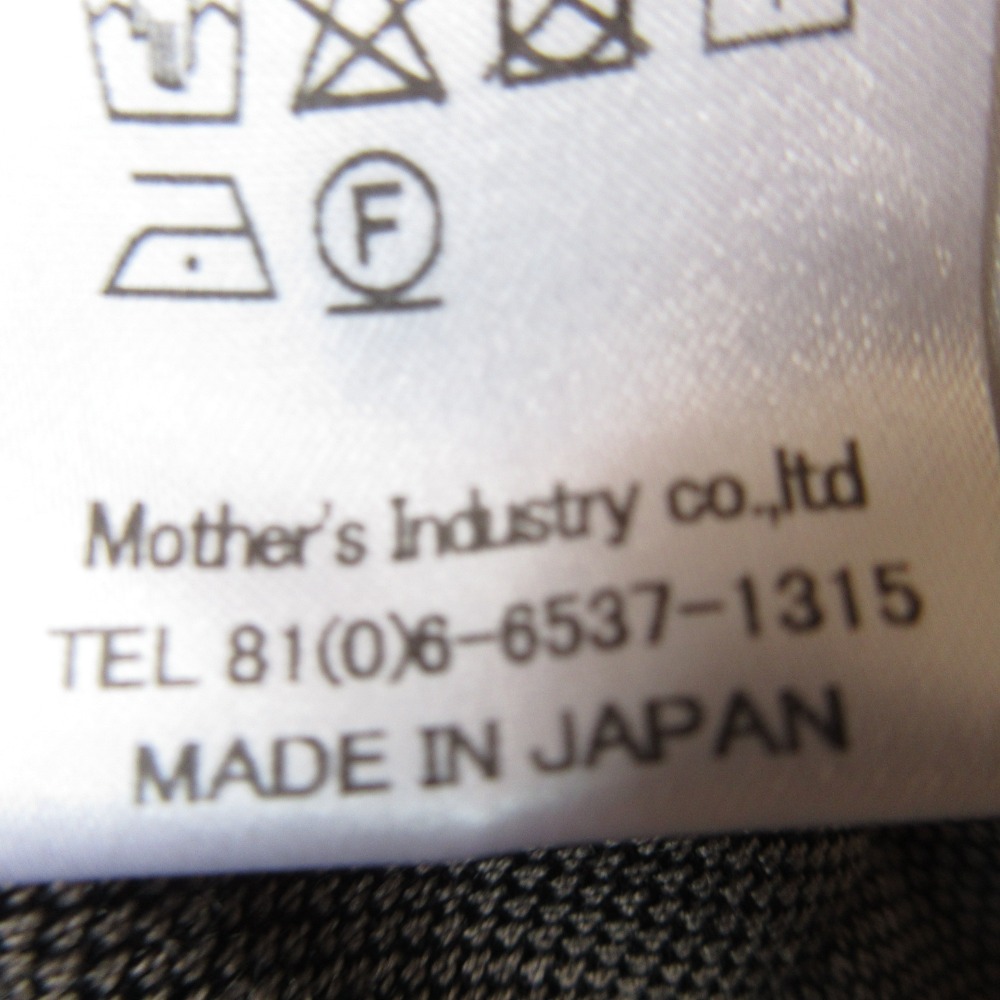 F
Mother's Industry co.,ltd
TEL 81(0)6-6537-1315
MADE IN JAPAN